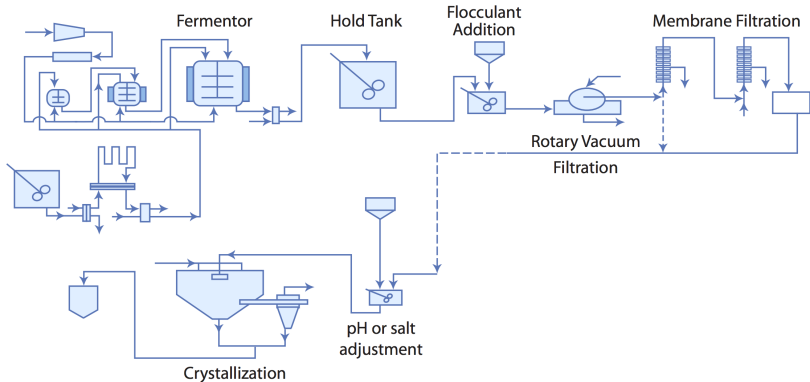 Fermentor
Hold Tank
Flocculant
Addition
Membrane Filtration
Rotary Vacuum
Filtration
pH or salt
adjustment
Crystallization